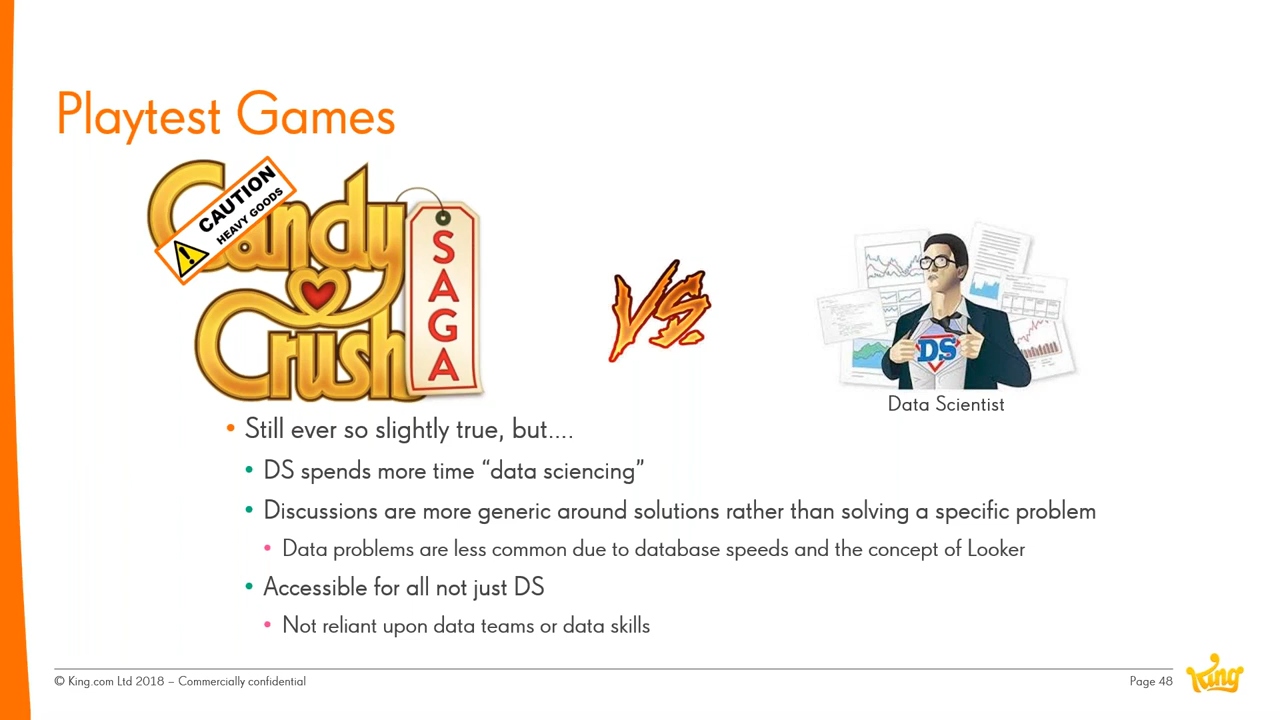 Playtest Games
CAUTION
HEAVY GOODS
Candy
Crush
SAGA
VS.
DS
Data Scientist
• Still ever so slightly true, but....
• DS spends more time “data sciencing”
• Discussions are more generic around solutions rather than solving a specific problem
• Data problems are less common due to database speeds and the concept of Looker
• Accessible for all not just DS
• Not reliant upon data teams or data skills
© King.com Ltd 2018 – Commercially confidential
Page 48
King